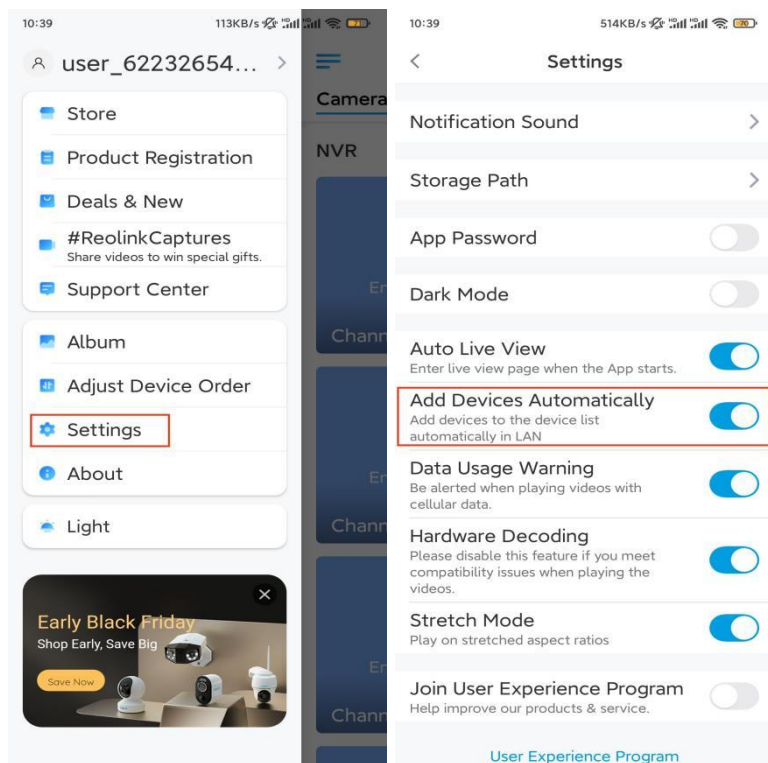 10:39
113KB/s
71
user_62232654...
Store
Product Registration
Deals & New
#ReolinkCaptures
Share videos to win special gifts.
Support Center
Album
Adjust Device Order
Settings
About
Light
Early Black Friday
Shop Early, Save Big
Save Now
Camera
NVR
Er
Chann
Er
Chann
Er
Chann
10:39
514KB/s
70
Settings
Notification Sound
Storage Path
App Password
Dark Mode
Auto Live View
Enter live view page when the App starts.
Add Devices Automatically
Add devices to the device list
automatically in LAN
Data Usage Warning
Be alerted when playing videos with
cellular data.
Hardware Decoding
Please disable this feature if you meet
compatibility issues when playing the
videos.
Stretch Mode
Play on stretched aspect ratios
Join User Experience Program
Help improve our products & service.
User Experience Program